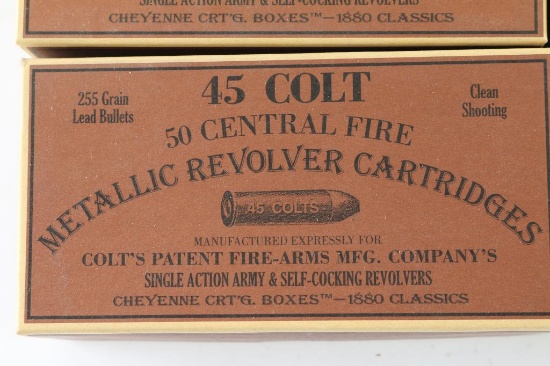 SINGLE ACTION ARMY & SELF-COCKING REVOLVERS
CHEYENNE CRT'G. BOXES™—1880 CLASSICS
255 Grain
Lead Bullets
45 COLT
Clean
Shooting
50 CENTRAL FIRE
METALLIC REVOLVER CARTRIDGES
45 COLTS
MANUFACTURED EXPRESSLY FOR
COLT'S PATENT FIRE-ARMS MFG. COMPANY'S
SINGLE ACTION ARMY & SELF-COCKING REVOLVERS
CHEYENNE CRT'G. BOXES™—1880 CLASSICS